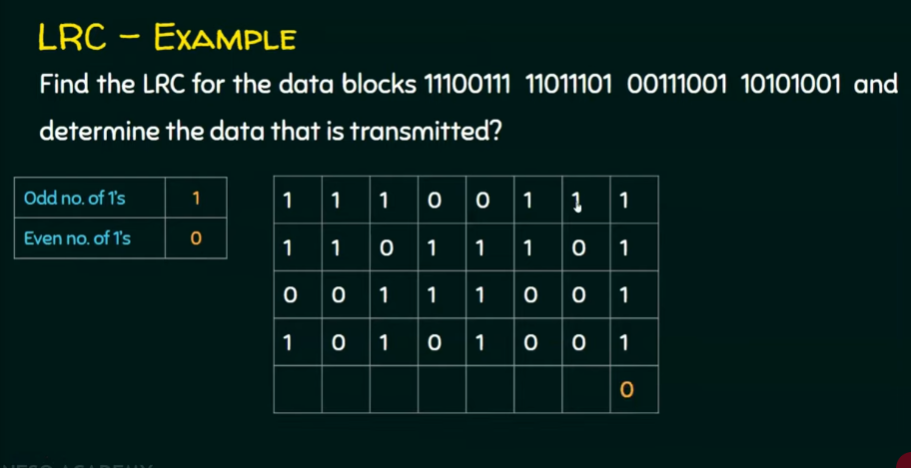 LRC – EXAMPLE
Find the LRC for the data blocks 11100111 11011101 00111001 10101001 and
determine the data that is transmitted?
Odd no. of 1's 1
Even no. of 1's 0
1 1 1 0 0 1 1 1
1 1 0 1 1 1 0 1
0 0 1 1 1 0 0 1
1 0 1 0 1 0 0 1
0